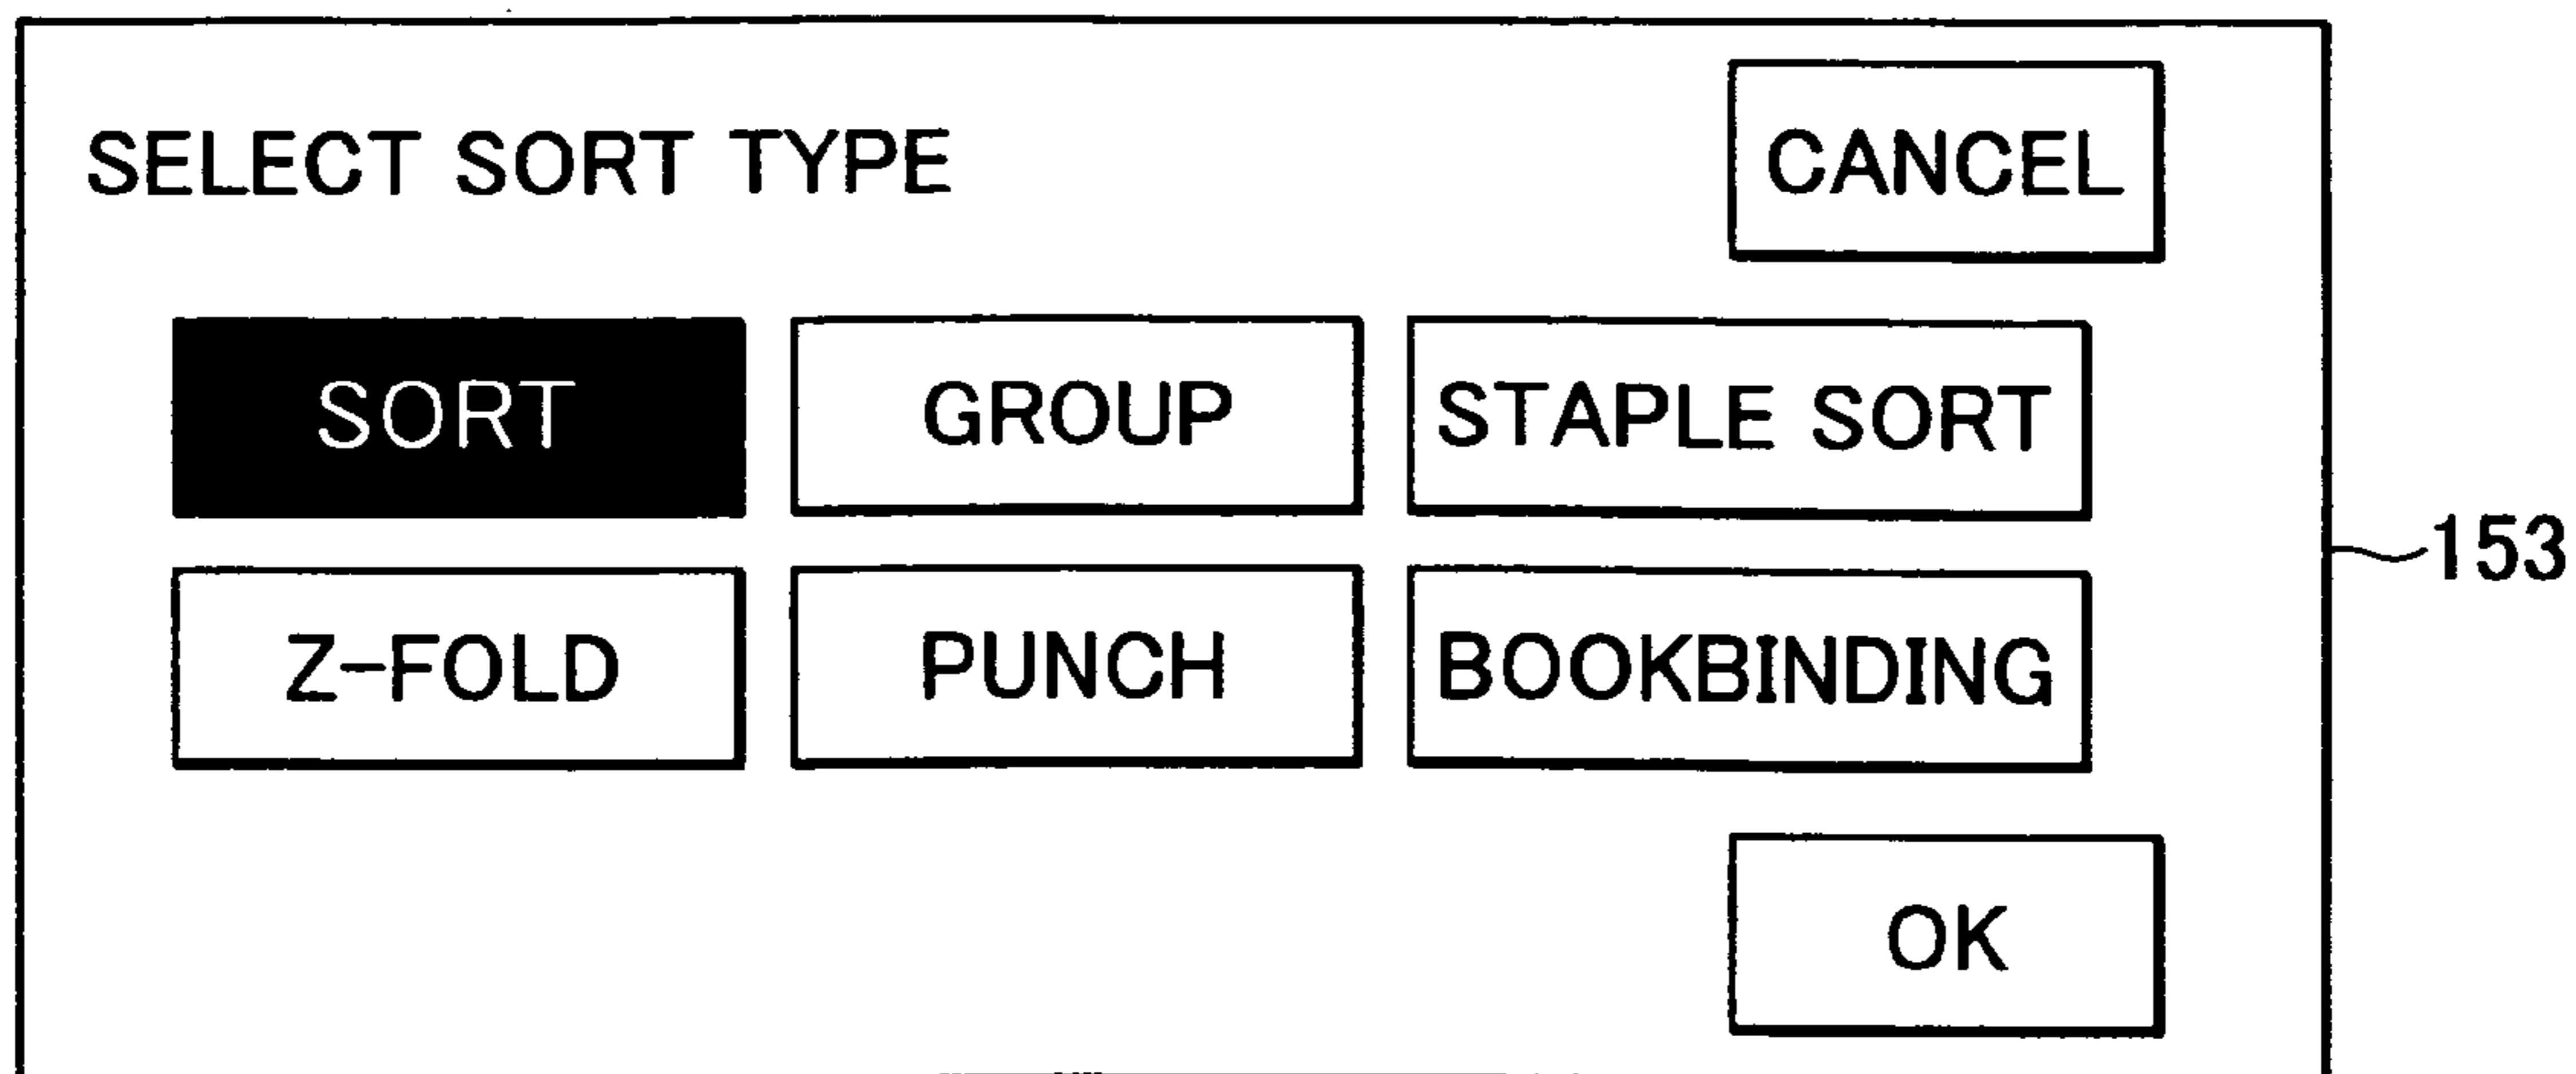 SELECT SORT TYPE CANCEL
SORT GROUP STAPLE SORT
Z-FOLD PUNCH BOOKBINDING
153
OK